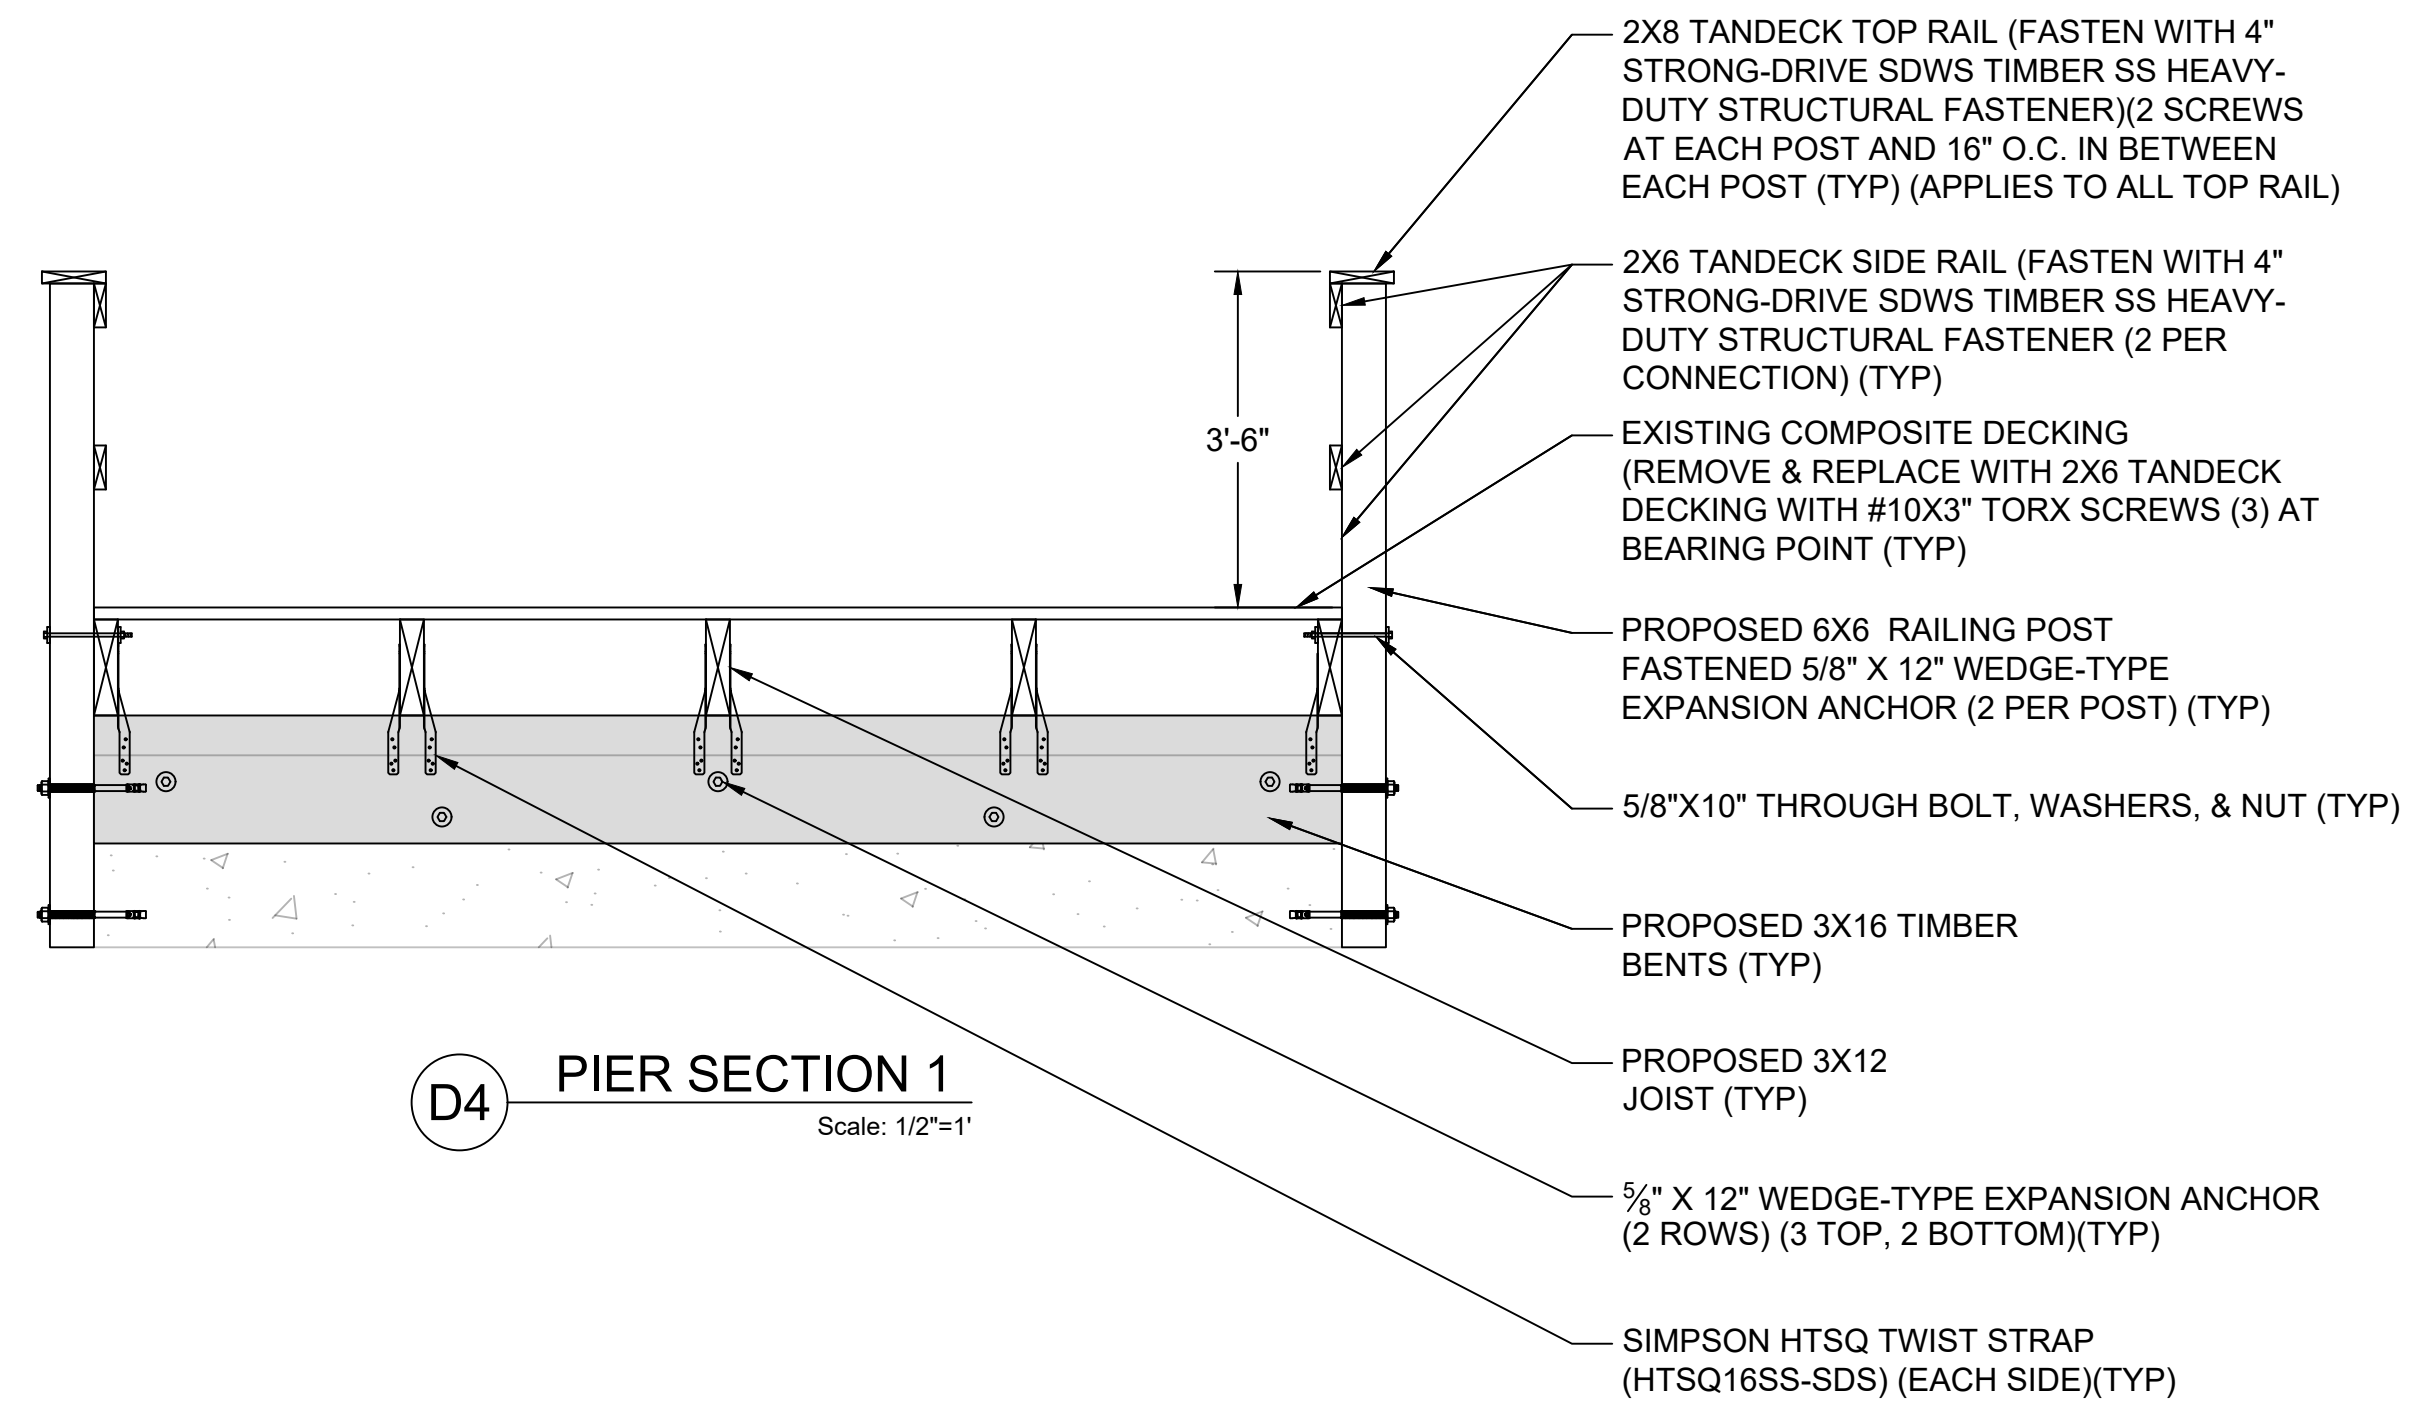 2X8 TANDECK TOP RAIL (FASTEN WITH 4"
STRONG-DRIVE SDWS TIMBER SS HEAVY-
DUTY STRUCTURAL FASTENER)(2 SCREWS
AT EACH POST AND 16" O.C. IN BETWEEN
EACH POST (TYP) (APPLIES TO ALL TOP RAIL)
2X6 TANDECK SIDE RAIL (FASTEN WITH 4"
STRONG-DRIVE SDWS TIMBER SS HEAVY-
DUTY STRUCTURAL FASTENER (2 PER
CONNECTION) (TYP)
3'-6"
EXISTING COMPOSITE DECKING
(REMOVE & REPLACE WITH 2X6 TANDECK
DECKING WITH #10X3" TORX SCREWS (3) AT
BEARING POINT (TYP)
PROPOSED 6X6 RAILING POST
FASTENED 5/8" X 12" WEDGE-TYPE
EXPANSION ANCHOR (2 PER POST) (TYP)
5/8"X10" THROUGH BOLT, WASHERS, & NUT (TYP)
PROPOSED 3X16 TIMBER
BENTS (TYP)
PROPOSED 3X12
JOIST (TYP)
⅝" X 12" WEDGE-TYPE EXPANSION ANCHOR
(2 ROWS) (3 TOP, 2 BOTTOM)(TYP)
SIMPSON HTSQ TWIST STRAP
(HTSQ16SS-SDS) (EACH SIDE)(TYP)
D4
PIER SECTION 1
Scale: 1/2"=1'